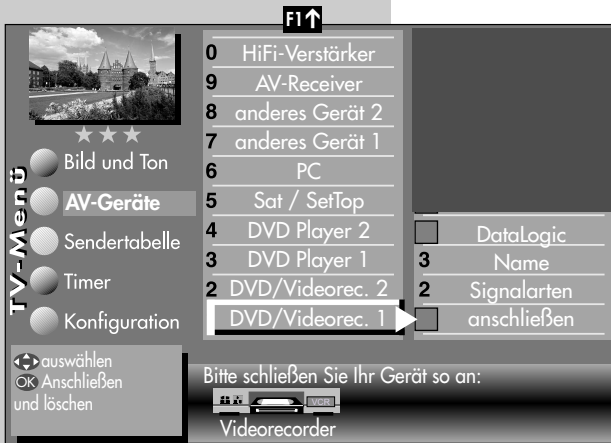 F1↑
TV-Menü
Bild und Ton
AV-Geräte
Sendertabelle
Timer
Konfiguration
0 HiFi-Verstärker
9 AV-Receiver
8 anderes Gerät 2
7 anderes Gerät 1
6 PC
5 Sat / SetTop
4 DVD Player 2
3 DVD Player 1
2 DVD/Videorec. 2
DVD/Videorec. 1
DataLogic
3 Name
2 Signalarten
anschließen
auswählen
OK Anschließen
und löschen
Bitte schließen Sie Ihr Gerät so an:
VCR
Videorecorder